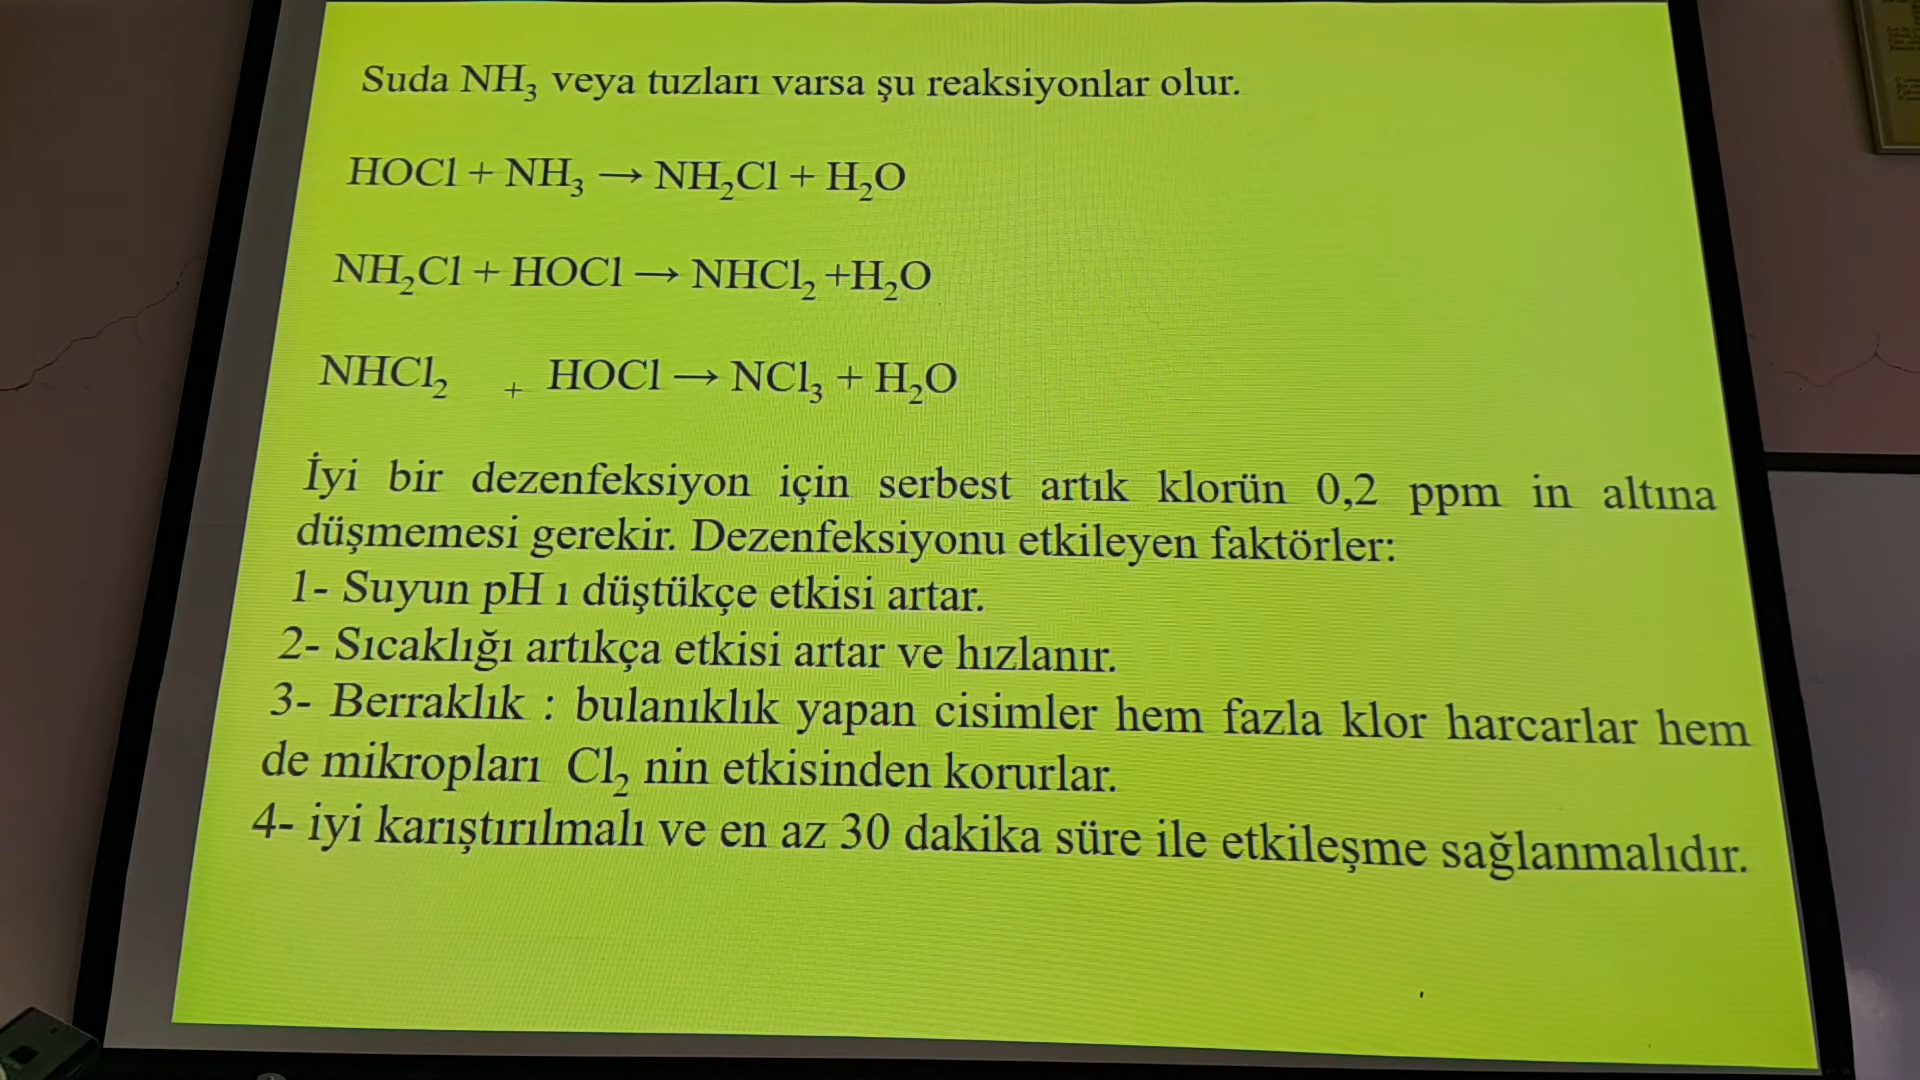 Suda NH₃ veya tuzları varsa şu reaksiyonlar olur.
HOCl + NH₃ → NH₂Cl + H₂O
NH₂Cl + HOCl → NHCl₂ +H₂O
NHCl₂ + HOCl → NCl₃ + H₂O
İyi bir dezenfeksiyon için serbest artık klorün 0,2 ppm in altına
düşmemesi gerekir. Dezenfeksiyonu etkileyen faktörler:
1- Suyun pH ı düştükçe etkisi artar.
2- Sıcaklığı artıkça etkisi artar ve hızlanır.
3- Berraklık : bulanıklık yapan cisimler hem fazla klor harcarlar hem
de mikropları Cl₂ nin etkisinden korurlar.
4- iyi karıştırılmalı ve en az 30 dakika süre ile etkileşme sağlanmalıdır.